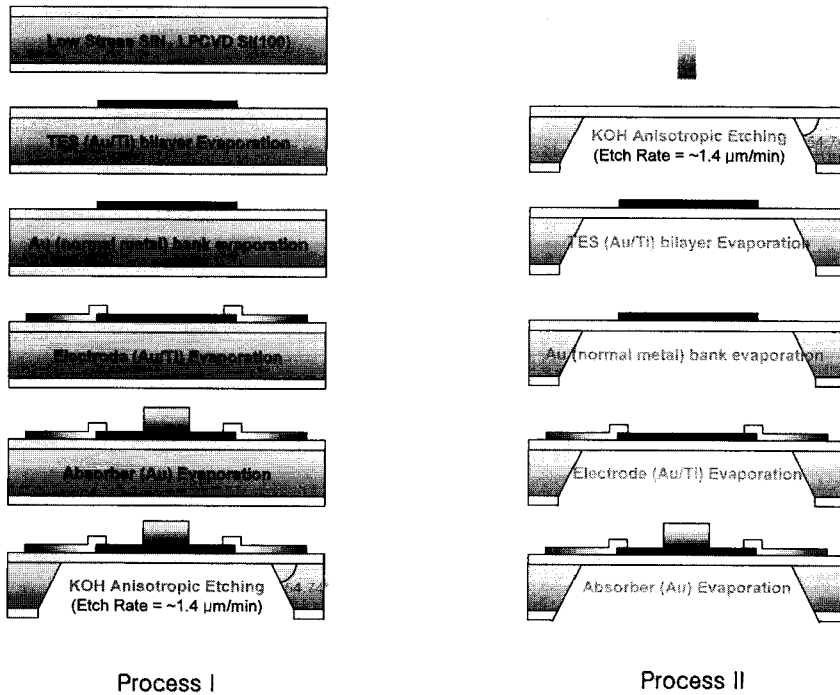 Low Stress SiN, LPCVD Si(100)
TES (Au/Ti) bilayer Evaporation
Au (normal metal) bank evaporation
Electrode (Au/Ti) Evaporation
Absorber (Au) Evaporation
KOH Anisotropic Etching
54.74°
(Etch Rate = ~1.4 µm/min)
Process I
KOH Anisotropic Etching
(Etch Rate = ~1.4 µm/min)
TES (Au/Ti) bilayer Evaporation
Au (normal metal) bank evaporation
Electrode (Au/Ti) Evaporation
Absorber (Au) Evaporation
Process II